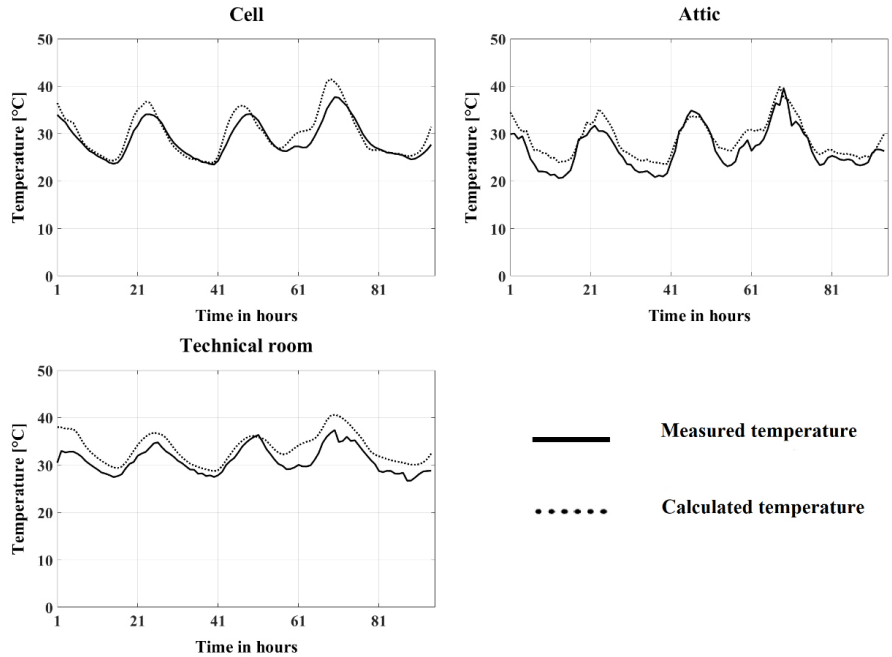 Cell
Temperature [°C]
50
40
30
20
10
0
1 21 41 61 81
Time in hours
Attic
Temperature [°C]
50
40
30
20
10
0
1 21 41 61 81
Time in hours
Technical room
Temperature [°C]
50
40
30
20
10
0
1 21 41 61 81
Time in hours
Measured temperature
Calculated temperature